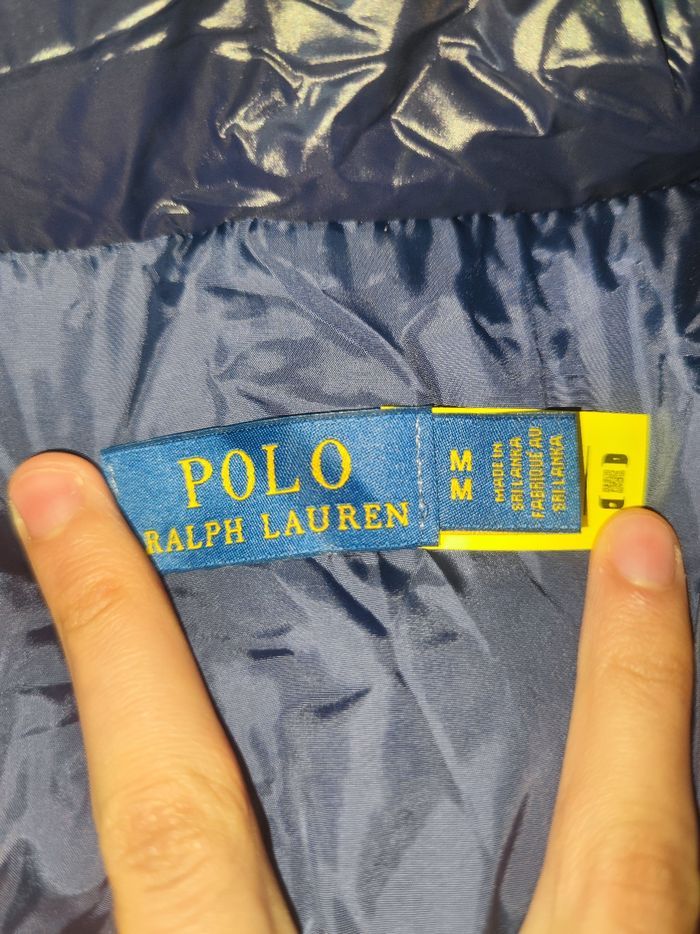 POLO
RALPH LAUREN
M
M
MADE IN
SRI LANKA
FABRIQUÉ AU
SRI LANKA